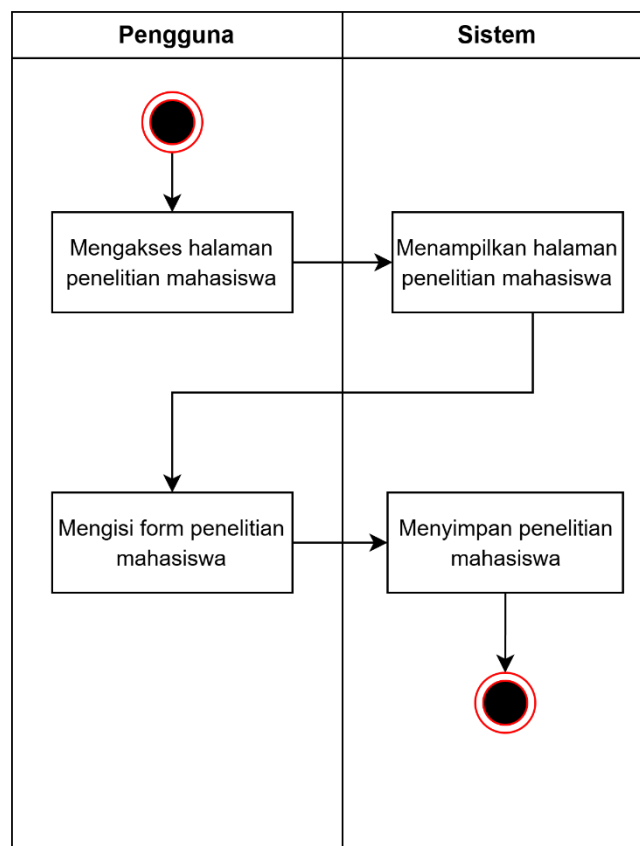 Pengguna
Sistem
Mengakses halaman
penelitian mahasiswa
Menampilkan halaman
penelitian mahasiswa
Mengisi form penelitian
mahasiswa
Menyimpan penelitian
mahasiswa